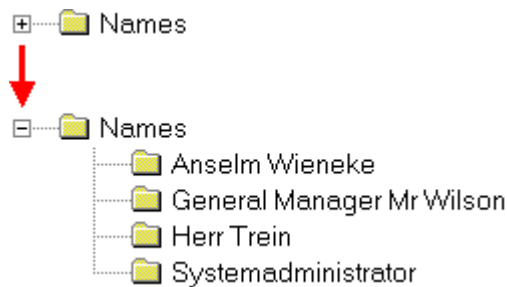 Names
Names
Anselm Wieneke
General Manager Mr Wilson
Herr Trein
Systemadministrator